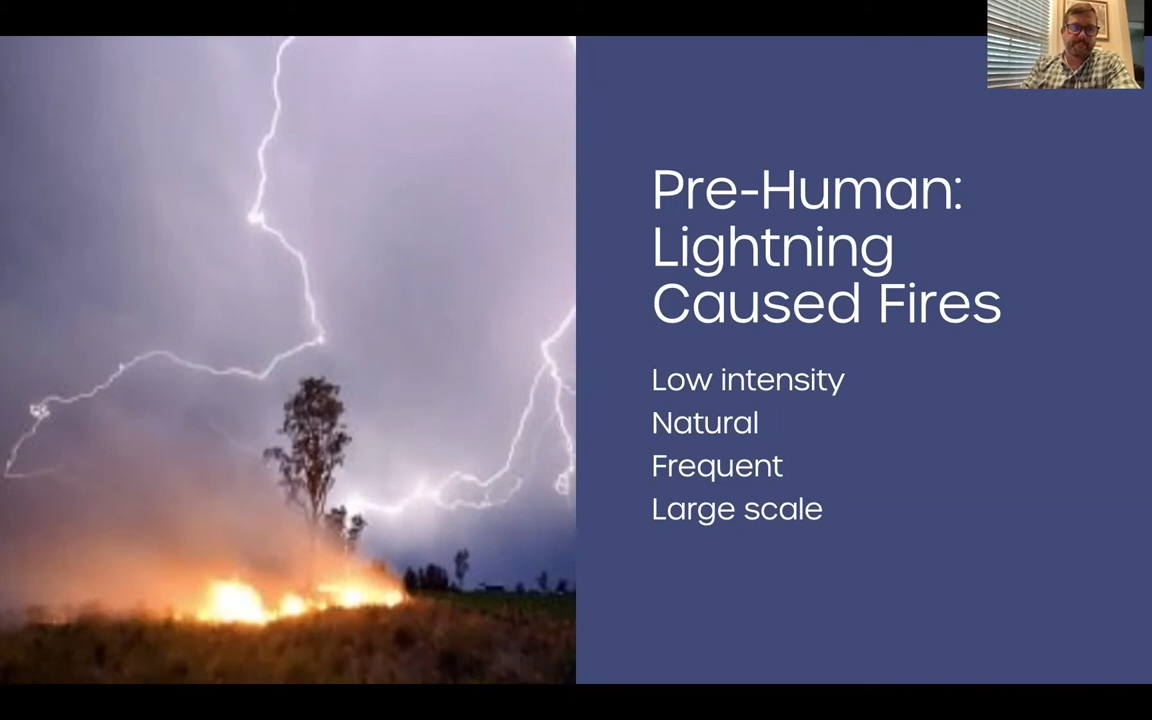 Pre-Human:
Lightning
Caused Fires
Low intensity
Natural
Frequent
Large scale